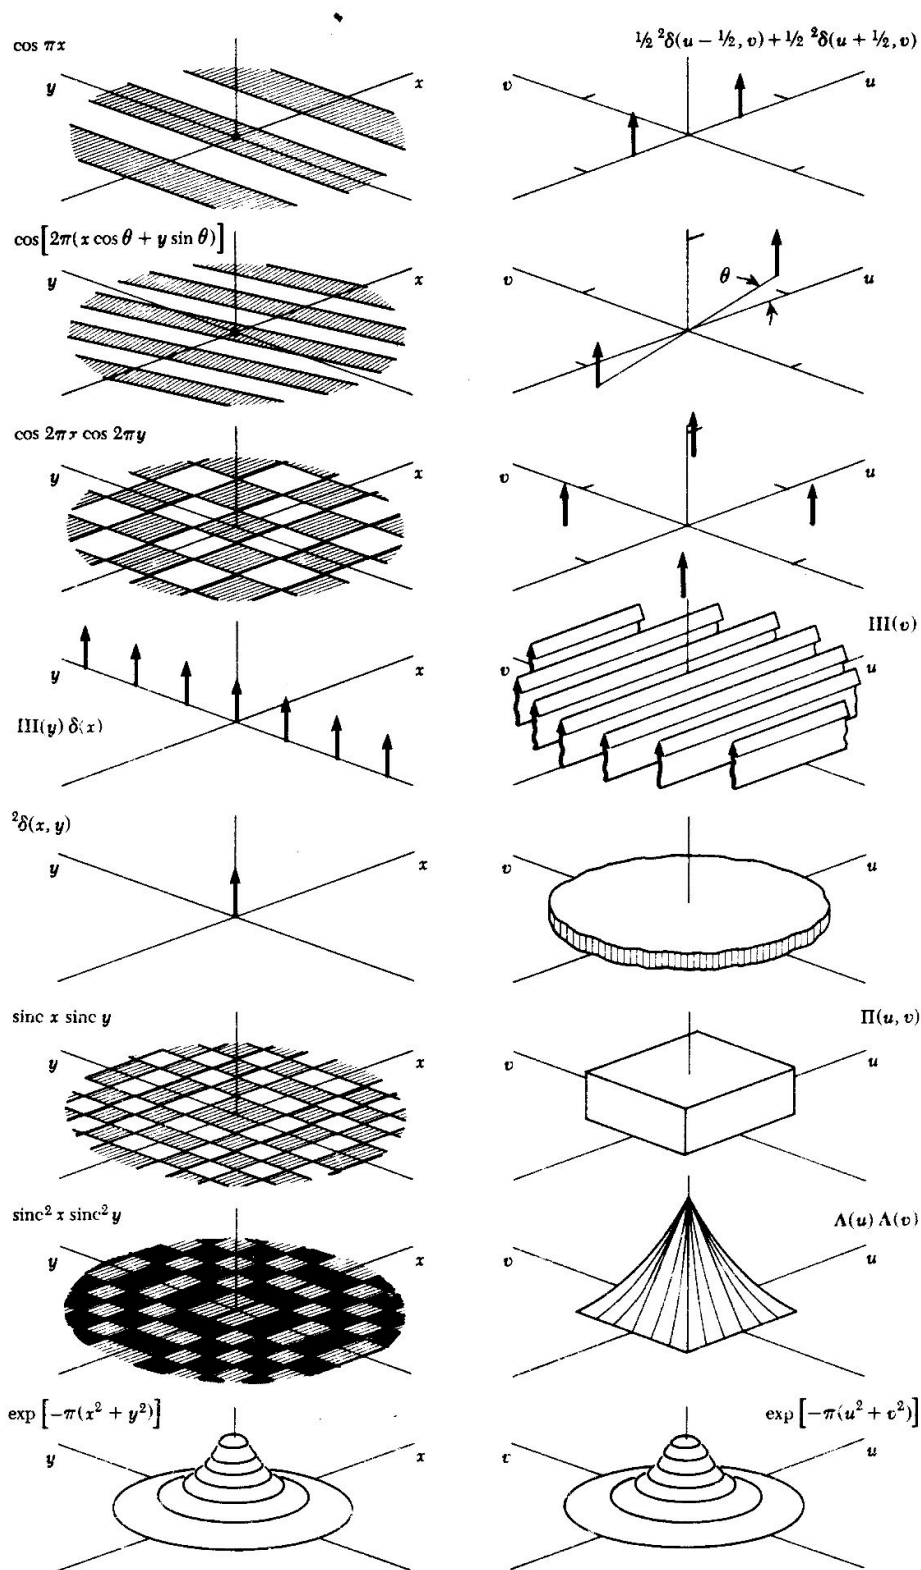 cos πx
½ ²δ(u − ½, v) + ½ ²δ(u + ½, v)
y x v u
cos[2π(x cos θ + y sin θ)]
y x v θ u
cos 2πx cos 2πy
y x v u
III(v)
y x v u
III(y) δ(x)
²δ(x, y)
y x v u
sinc x sinc y
Π(u, v)
y x v u
sinc² x sinc² y
Λ(u) Λ(v)
y x v u
exp [−π(x² + y²)]
exp [−π(u² + v²)]
y x v u